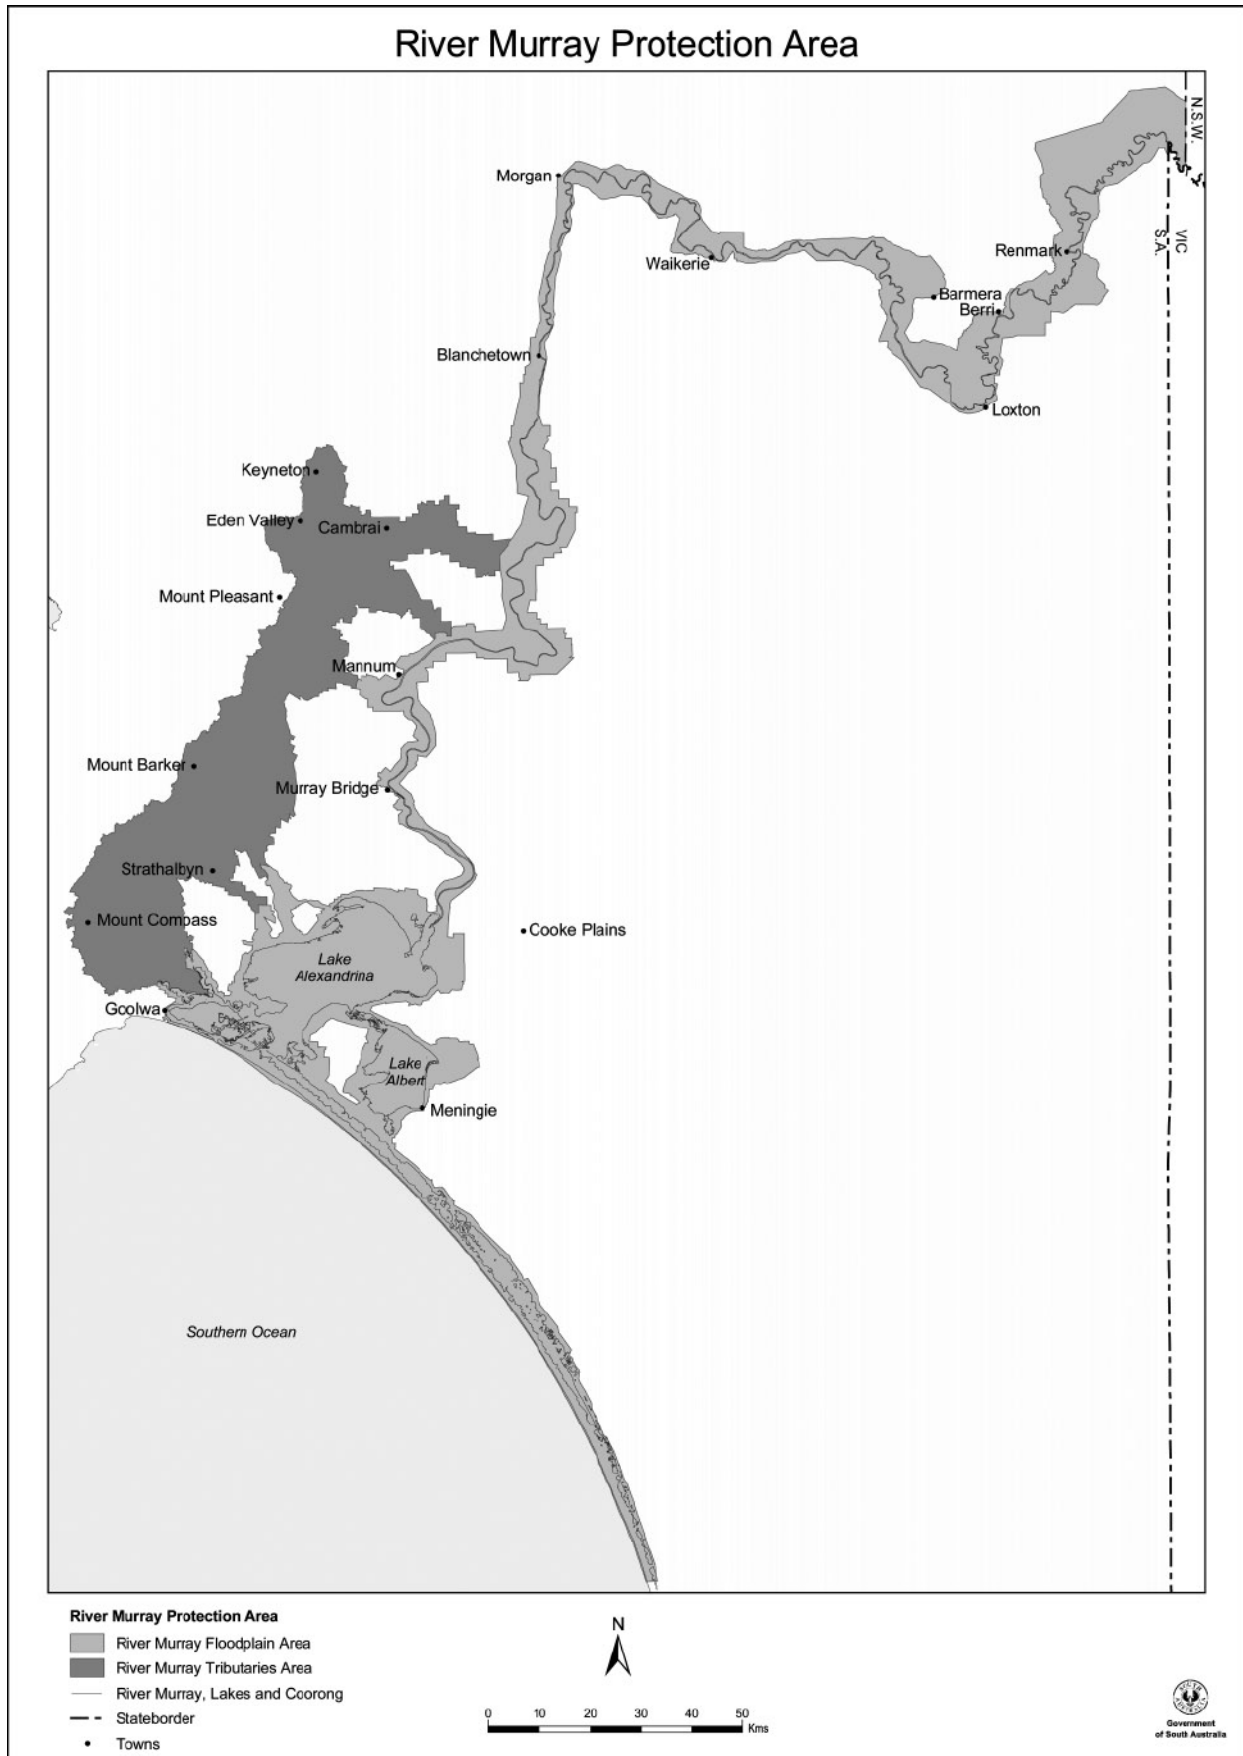 River Murray Protection Area
N.S.W.
Morgan
VIC
S.A.
Renmark
Waikerie
Barmera
Berri
Blanchetown
Loxton
Keyneton
Eden Valley
Cambrai
Mount Pleasant
Mannum
Mount Barker
Murray Bridge
Strathalbyn
Mount Compass
Cooke Plains
Lake
Alexandrina
Goolwa
Lake
Albert
Meningie
Southern Ocean
River Murray Protection Area
River Murray Floodplain Area
River Murray Tributaries Area
River Murray, Lakes and Coorong
Stateborder
Towns
N
0 10 20 30 40 50
Kms
SOUTH
AUSTRALIA
Government
of South Australia